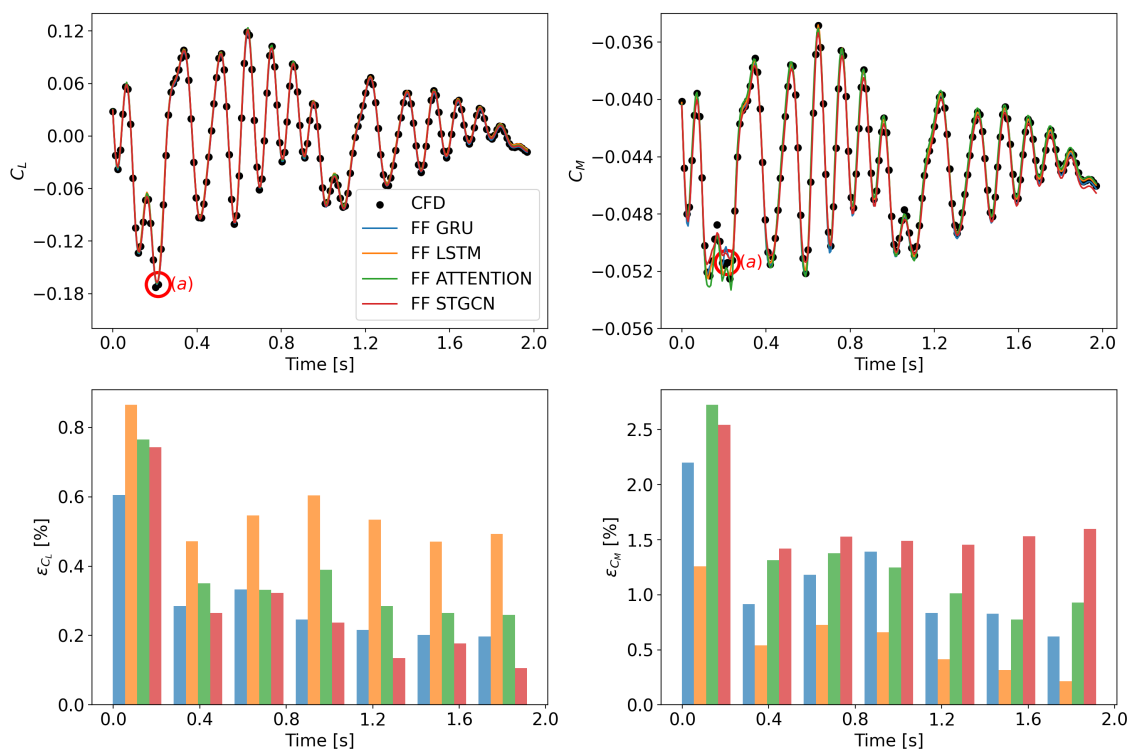 0.12
0.06
0.00
−0.06
−0.12
−0.18
C_L
0.0 0.4 0.8 1.2 1.6 2.0
Time [s]
(a)
CFD
FF GRU
FF LSTM
FF ATTENTION
FF STGCN
−0.036
−0.040
−0.044
−0.048
−0.052
−0.056
C_M
0.0 0.4 0.8 1.2 1.6 2.0
Time [s]
(a)
0.8
0.6
0.4
0.2
0.0
ε_{C_L} [%]
0.0 0.4 0.8 1.2 1.6 2.0
Time [s]
2.5
2.0
1.5
1.0
0.5
0.0
ε_{C_M} [%]
0.0 0.4 0.8 1.2 1.6 2.0
Time [s]